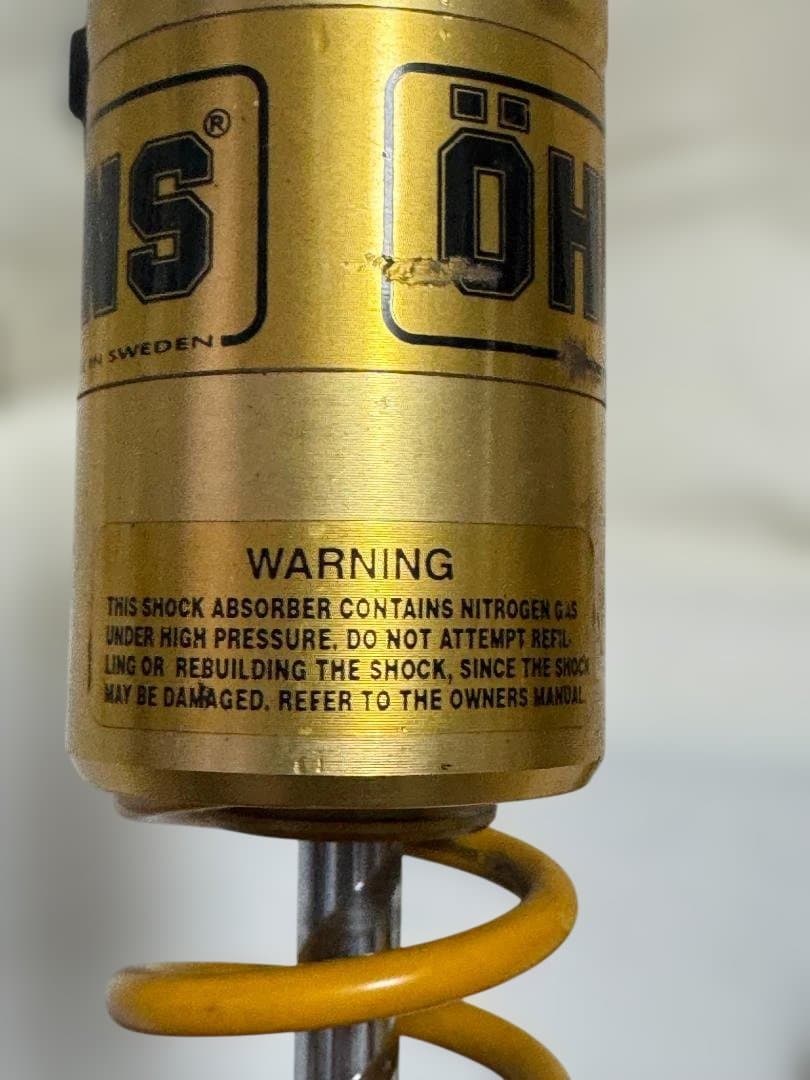 NS®
IN SWEDEN
ÖH
WARNING
THIS SHOCK ABSORBER CONTAINS NITROGEN GAS
UNDER HIGH PRESSURE. DO NOT ATTEMPT REFIL-
LING OR REBUILDING THE SHOCK, SINCE THE SHOCK
MAY BE DAMAGED. REFER TO THE OWNERS MANUAL.